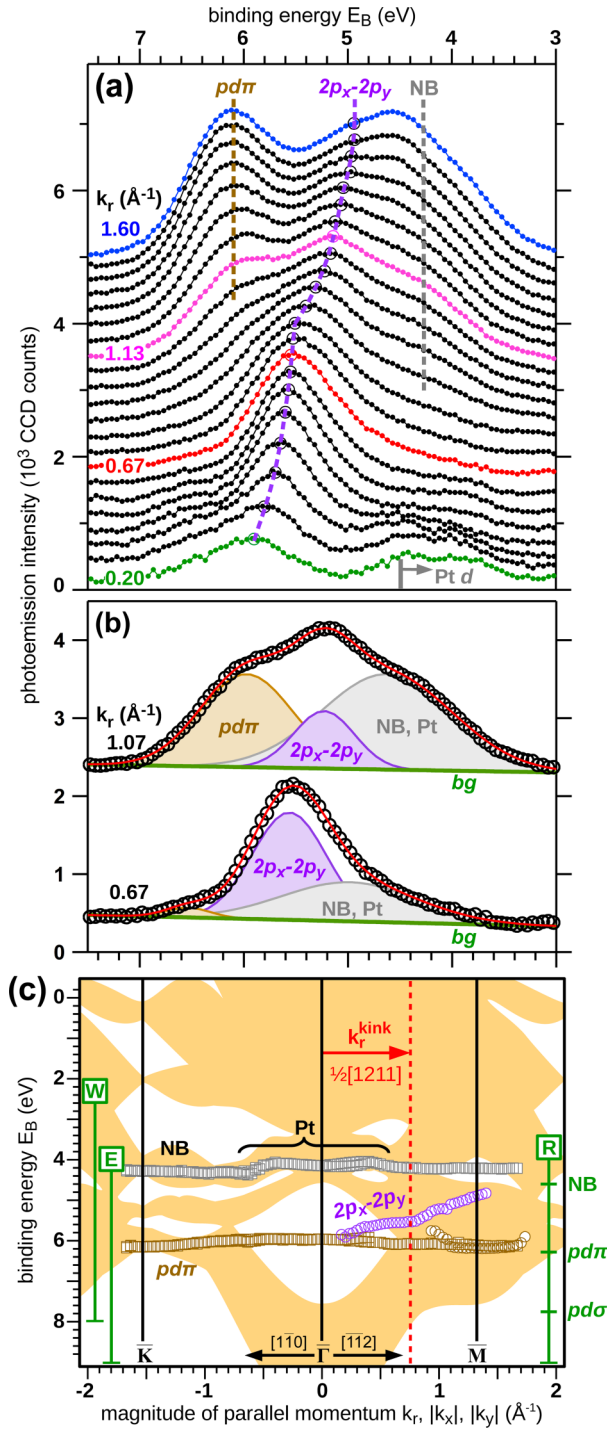 binding energy E_B (eV)
7 6 5 4 3
(a)
pdπ 2p_x-2p_y NB
k_r (Å⁻¹)
1.60
1.13
0.67
0.20
Pt d
6
4
2
0
photoemission intensity (10³ CCD counts)
(b)
k_r (Å⁻¹)
1.07
pdπ 2p_x-2p_y NB, Pt
bg
0.67
2p_x-2p_y NB, Pt
bg
4
3
2
1
0
(c)
k_r^kink
½[1211]
W
E
R
Pt
NB
2p_x-2p_y
pdπ
NB
pdπ
pdσ
0
2
4
6
8
binding energy E_B (eV)
[11̅0] [1̅1̅2]
K̅ Γ̅ M̅
-2 -1 0 1 2
magnitude of parallel momentum k_r, |k_x|, |k_y| (Å⁻¹)